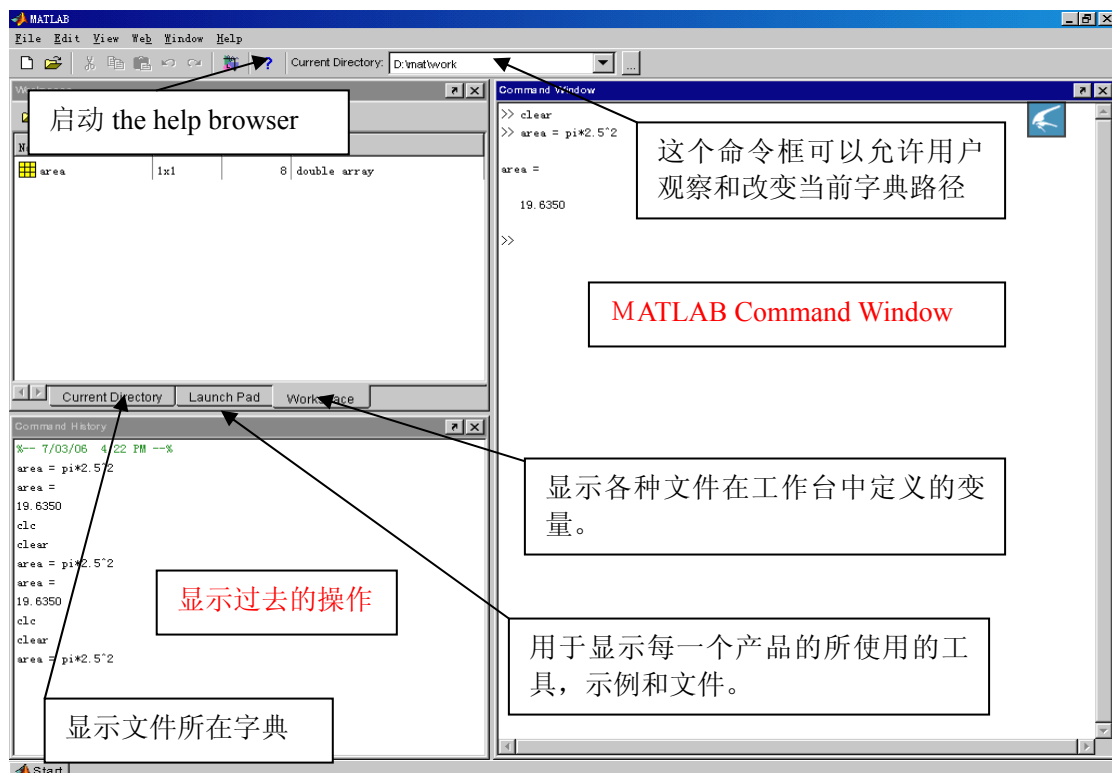 MATLAB
File Edit View Web Window Help
Current Directory: D:\mat\work
...
启动 the help browser
area 1x1 8 double array
Current Directory Launch Pad Workspace
Command History
%-- 7/03/06 4:22 PM --%
area = pi*2.5^2
area =
19.6350
clc
clear
area = pi*2.5^2
area =
19.6350
clc
clear
area = pi*2.5^2
显示过去的操作
显示文件所在字典
Start
Command Window
>> clear
>> area = pi*2.5^2
area =
19.6350
>>
这个命令框可以允许用户
观察和改变当前字典路径
MATLAB Command Window
显示各种文件在工作台中定义的变
量。
用于显示每一个产品的所使用的工
具，示例和文件。